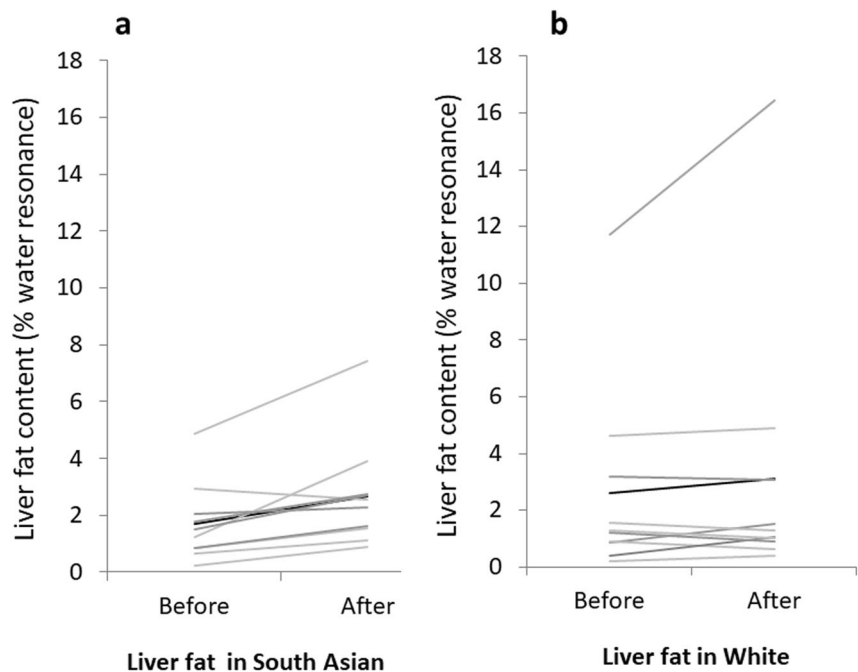 a
Liver fat content (% water resonance)
18
16
14
12
10
8
6
4
2
0
Before After
Liver fat in South Asian
b
Liver fat content (% water resonance)
18
16
14
12
10
8
6
4
2
0
Before After
Liver fat in White